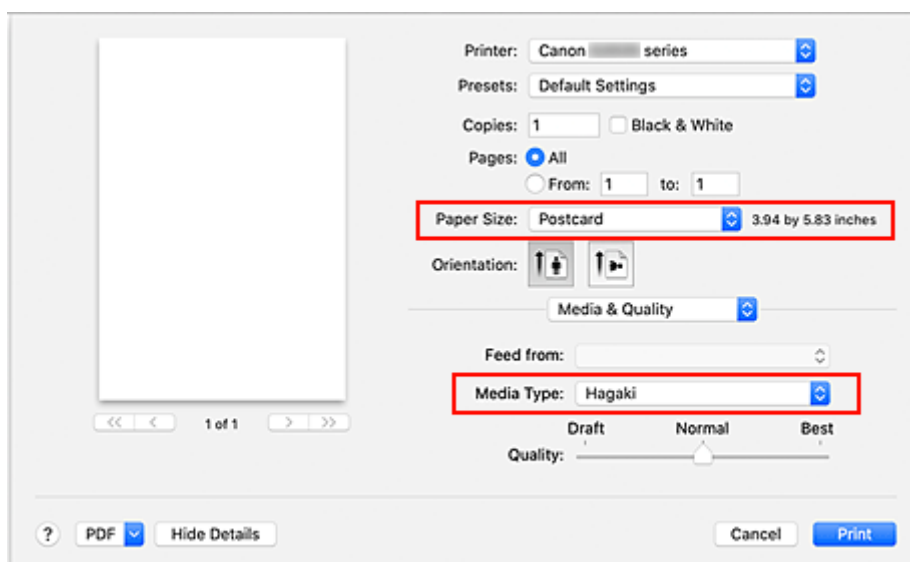 Printer: Canon series
Presets: Default Settings
Copies: 1 Black & White
Pages: All
From: 1 to: 1
Paper Size: Postcard 3.94 by 5.83 inches
Orientation:
Media & Quality
Feed from:
Media Type: Hagaki
Draft Normal Best
Quality:
<< < 1 of 1 > >>
? PDF Hide Details Cancel Print